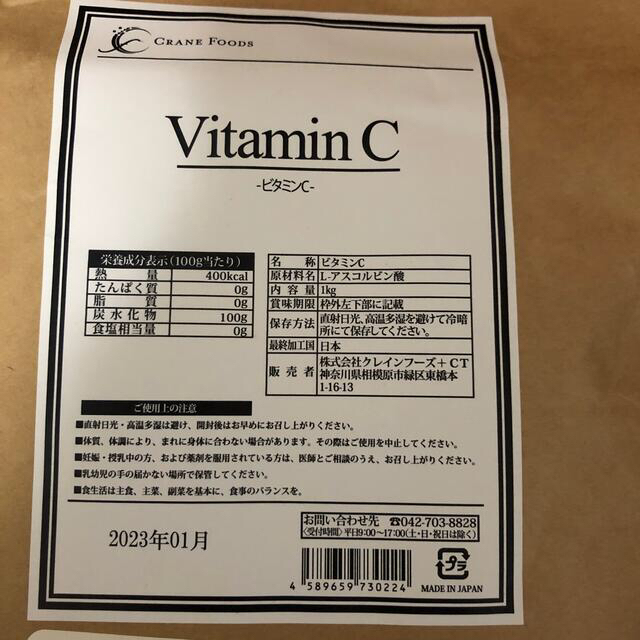 CRANE FOODS
Vitamin C
-ビタミンC-
栄養成分表示(100g当たり)
熱量 400kcal
たんぱく質 0g
脂質 0g
炭水化物 100g
食塩相当量 0g
名称 ビタミンC
原材料名 L-アスコルビン酸
内容量 1kg
賞味期限 枠外左下部に記載
保存方法 直射日光、高温多湿を避けて冷暗
所にて保存してください。
最終加工国 日本
販売者 株式会社クレインフーズ+CT
神奈川県相模原市緑区東橋本
1-16-13
ご使用上の注意
■直射日光・高温多湿は避け、開封後はお早めにお召し上がりください。
■体質、体調により、まれに身体に合わない場合があります。その際はご使用を中止してください。
■妊娠・授乳中の方、および薬剤を服用されている方は、医師とご相談のうえ、お召し上がりください。
■乳幼児の手の届かない場所で保管してください。
■食生活は主食、主菜、副菜を基本に、食事のバランスを。
2023年01月
お問い合わせ先 ☎042-703-8828
〈受付時間〉平日9:00~17:00(土・日・祝日は除く)
4 589659 730224
プラ
MADE IN JAPAN